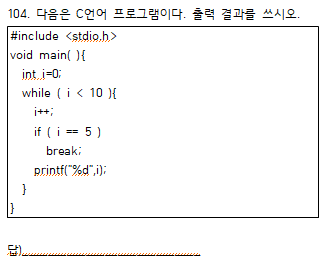 104. 다음은 C언어 프로그램이다. 출력 결과를 쓰시오.
#include <stdio.h>
void main( ){
int i=0;
while ( i < 10 ){
i++;
if ( i == 5 )
break;
printf("%d",i);
}
}
답)